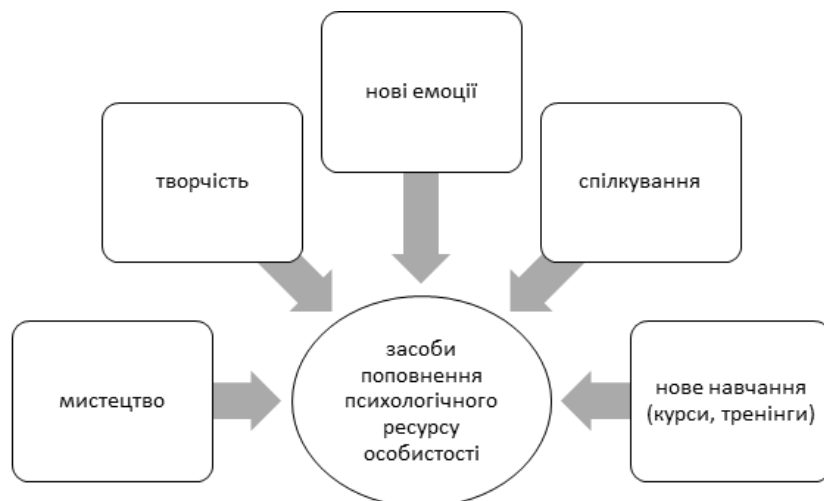 нові емоції
творчість
спілкування
мистецтво
засоби
поповнення
психологічного
ресурсу
особистості
нове навчання
(курси, тренінги)